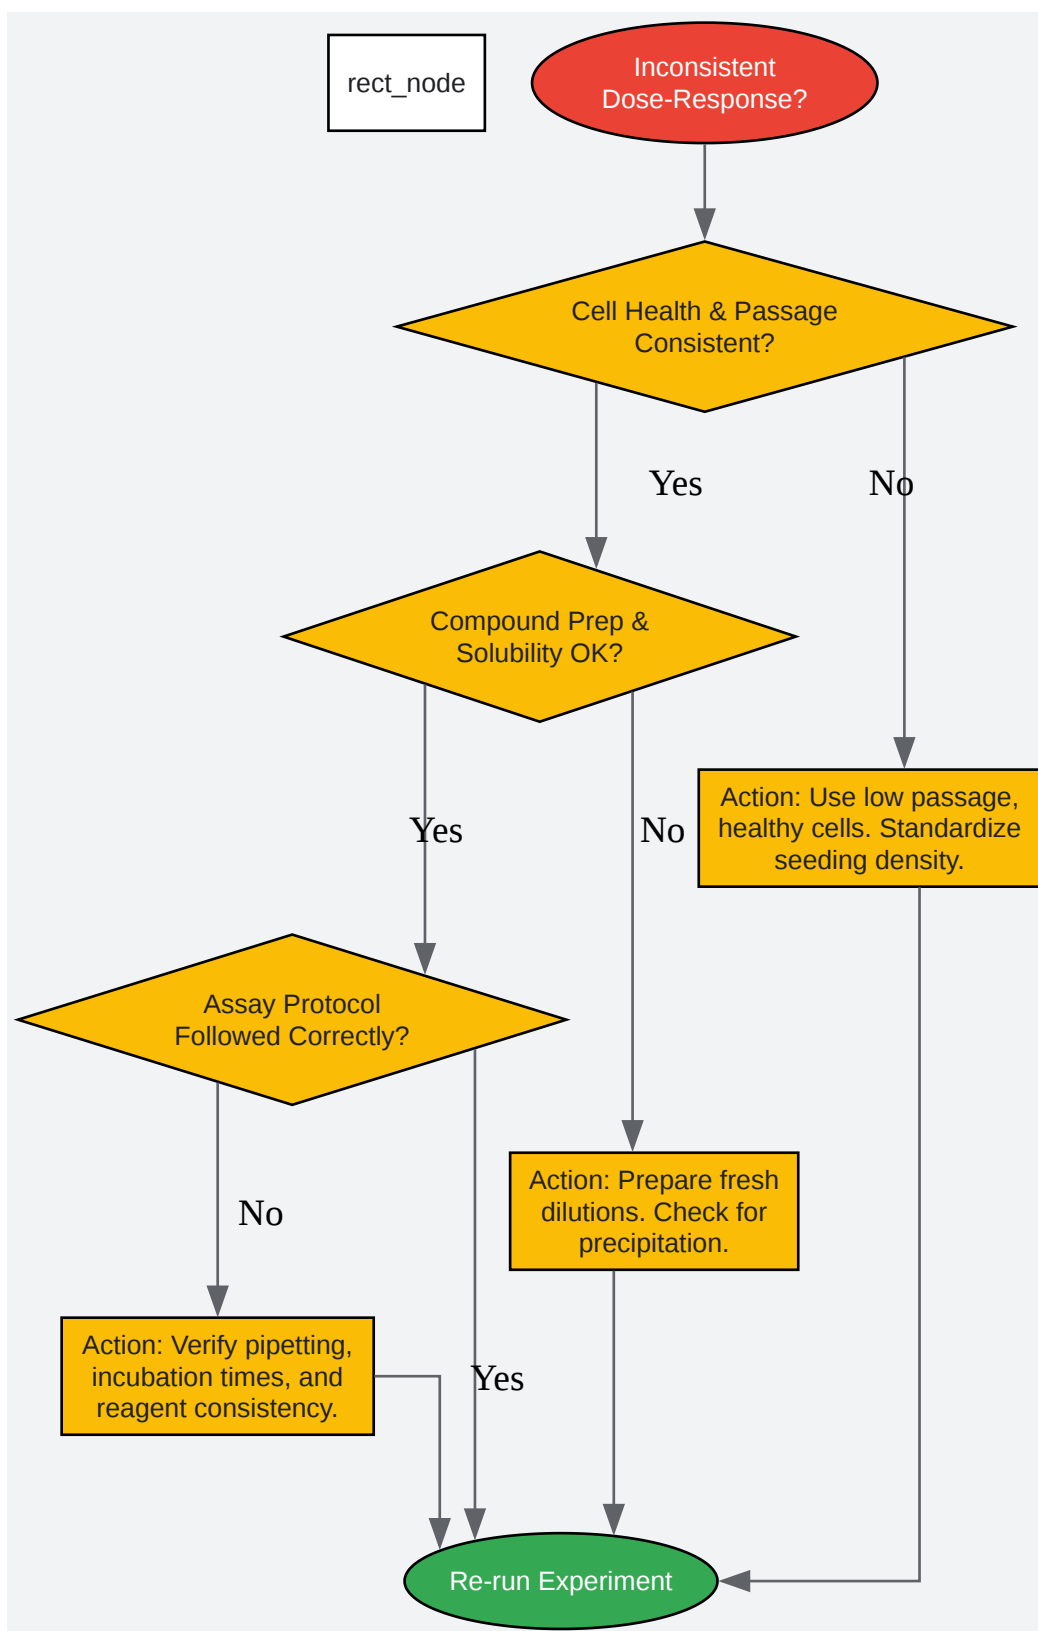 rect_node
Inconsistent
Dose-Response?
Cell Health & Passage
Consistent?
Yes
No
Compound Prep &
Solubility OK?
Yes
No
Action: Use low passage,
healthy cells. Standardize
seeding density.
Assay Protocol
Followed Correctly?
No
Action: Prepare fresh
dilutions. Check for
precipitation.
Action: Verify pipetting,
incubation times, and
reagent consistency.
Yes
Re-run Experiment